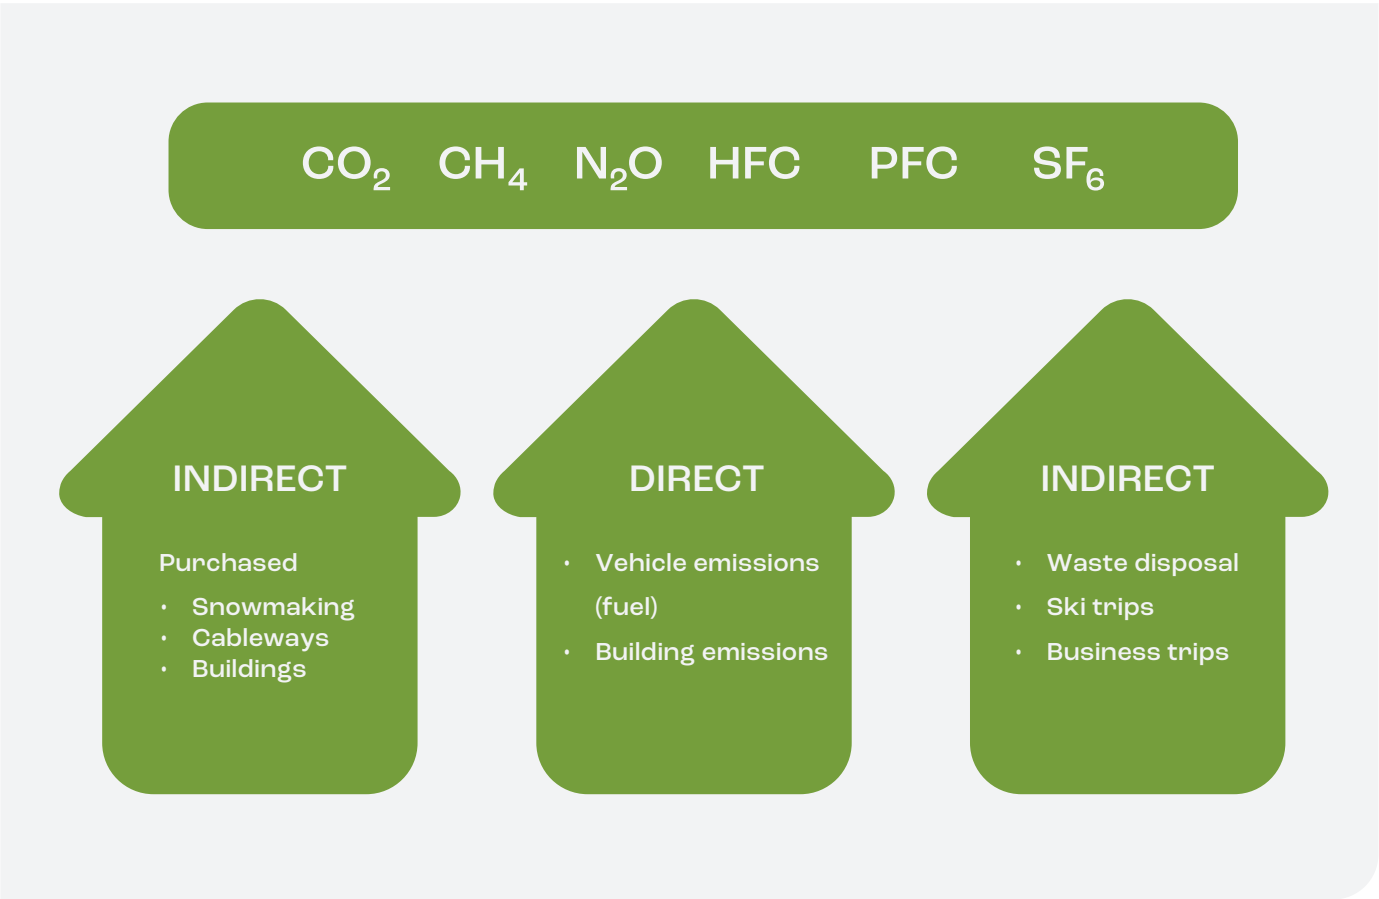 CO₂ CH₄ N₂O HFC PFC SF₆
INDIRECT
Purchased
• Snowmaking
• Cableways
• Buildings
DIRECT
• Vehicle emissions
(fuel)
• Building emissions
INDIRECT
• Waste disposal
• Ski trips
• Business trips